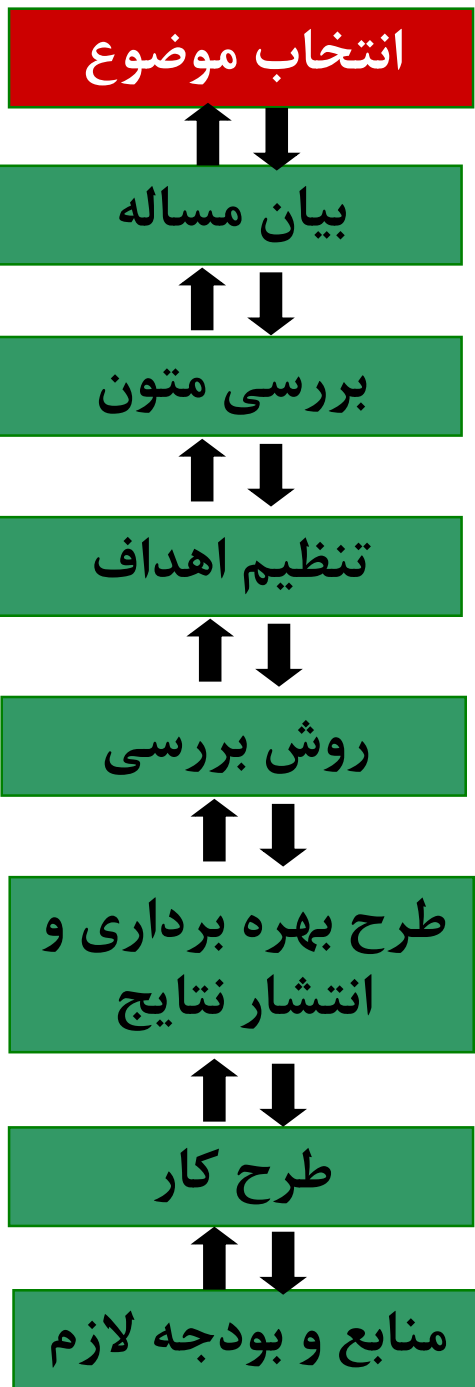 انتخاب موضوع
بیان مساله
بررسی متون
تنظیم اهداف
روش بررسی
طرح بهره برداری و
انتشار نتایج
طرح کار
منابع و بودجه لازم